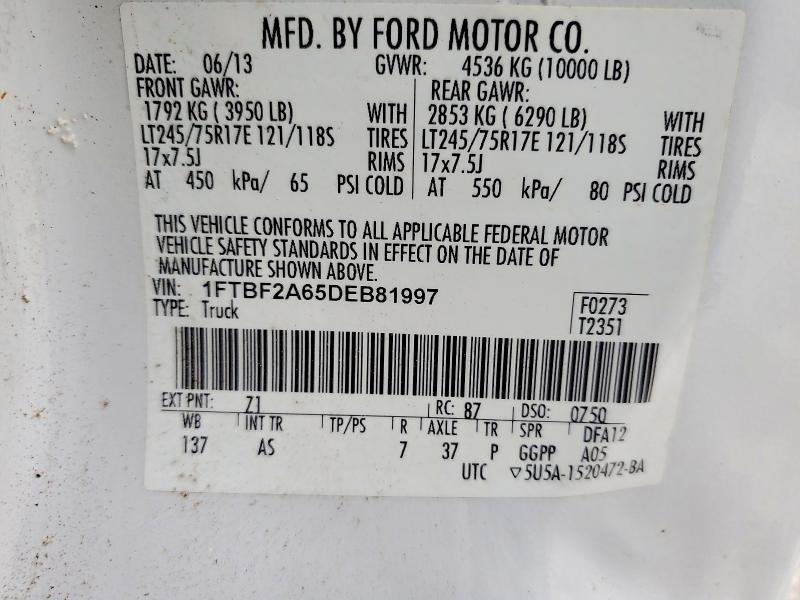 MFD. BY FORD MOTOR CO.
DATE: 06/13 GVWR: 4536 KG (10000 LB)
FRONT GAWR: REAR GAWR:
1792 KG ( 3950 LB) WITH 2853 KG ( 6290 LB) WITH
LT245/75R17E 121/118S TIRES LT245/75R17E 121/118S TIRES
17x7.5J RIMS 17x7.5J RIMS
AT 450 kPa/ 65 PSI COLD AT 550 kPa/ 80 PSI COLD
THIS VEHICLE CONFORMS TO ALL APPLICABLE FEDERAL MOTOR
VEHICLE SAFETY STANDARDS IN EFFECT ON THE DATE OF
MANUFACTURE SHOWN ABOVE.
VIN: 1FTBF2A65DEB81997
TYPE: Truck
F0273
T2351
EXT PNT: Z1 RC: 87 DSO: 0750
WB INT TR TP/PS R AXLE TR SPR DFA12
137 AS 7 37 P GGPP A05
UTC ▽5U5A-1520472-BA